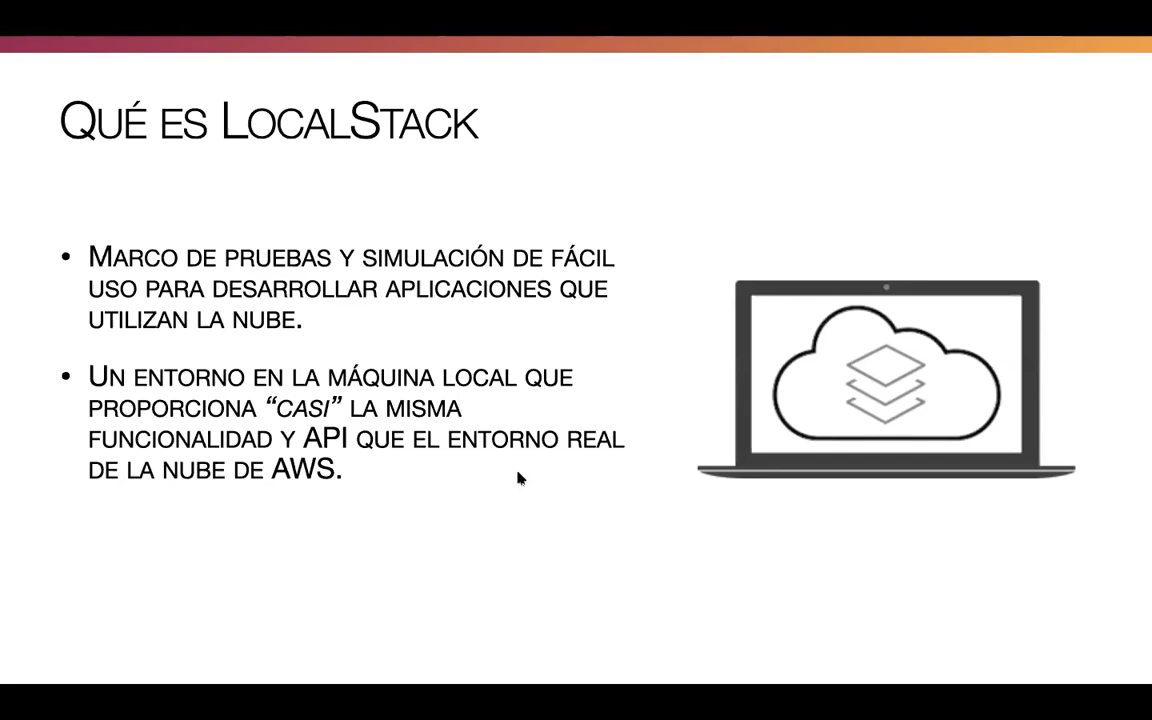 Qué es LocalStack
• Marco de pruebas y simulación de fácil
uso para desarrollar aplicaciones que
utilizan la nube.
• Un entorno en la máquina local que
proporciona “casi” la misma
funcionalidad y API que el entorno real
de la nube de AWS.